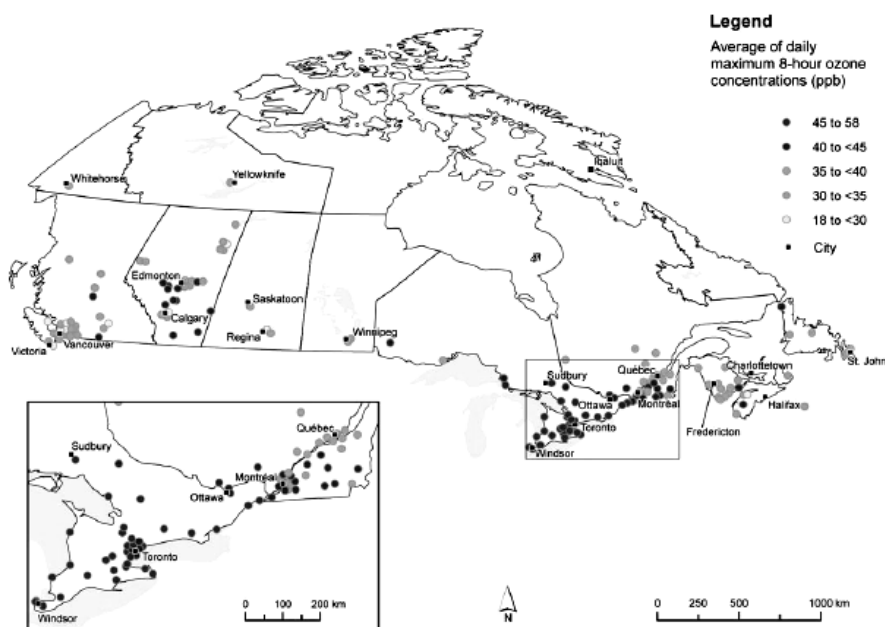 Legend
Average of daily
maximum 8-hour ozone
concentrations (ppb)
45 to 58
40 to <45
35 to <40
30 to <35
18 to <30
City
Iqaluit
Whitehorse
Yellowknife
Edmonton
Saskatoon
Calgary
Regina
Winnipeg
Victoria
Vancouver
Sudbury
Québec
Charlottetown
St. John
Ottawa
Montréal
Toronto
Halifax
Fredericton
Windsor
Québec
Sudbury
Montréal
Ottawa
Toronto
Windsor
0 100 200 km
N
0 250 500 1000 km